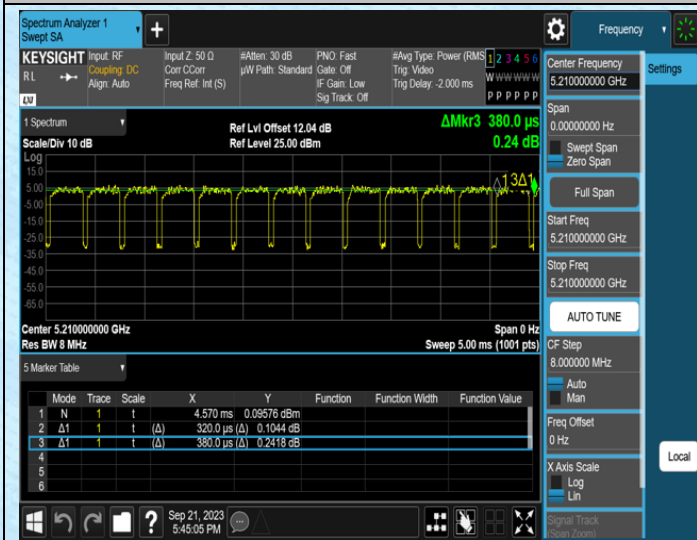 Spectrum Analyzer 1
Swept SA
Frequency
KEYSIGHT
Input: RF
Coupling: DC
Align: Auto
Input Z: 50 Ω
Corr CCorr
Freq Ref: Int (S)
#Atten: 30 dB
µW Path: Standard
PNO: Fast
Gate: Off
IF Gain: Low
Sig Track: Off
#Avg Type: Power (RMS
Trig: Video
Trig Delay: -2.000 ms
1 2 3 4 5 6
W W W W W W
P P P P P P
RL
LXI
1 Spectrum
Scale/Div 10 dB
Ref Lvl Offset 12.04 dB
Ref Level 25.00 dBm
ΔMkr3 380.0 µs
0.24 dB
Log
15.0
5.00
-5.00
-15.0
-25.0
-35.0
-45.0
-55.0
-65.0
1 3Δ1
Center 5.210000000 GHz
Res BW 8 MHz
Span 0 Hz
Sweep 5.00 ms (1001 pts)
5 Marker Table
Mode Trace Scale X Y Function Function Width Function Value
1 N 1 t 4.570 ms 0.09576 dBm
2 Δ1 1 t (Δ) 320.0 µs (Δ) 0.1044 dB
3 Δ1 1 t (Δ) 380.0 µs (Δ) 0.2418 dB
4
5
6
Sep 21, 2023
5:45:05 PM
Center Frequency
5.210000000 GHz
Span
0.00000000 Hz
Swept Span
Zero Span
Full Span
Start Freq
5.210000000 GHz
Stop Freq
5.210000000 GHz
AUTO TUNE
CF Step
8.000000 MHz
Auto
Man
Freq Offset
0 Hz
X Axis Scale
Log
Lin
Signal Track
(Span Zoom)
Settings
Local